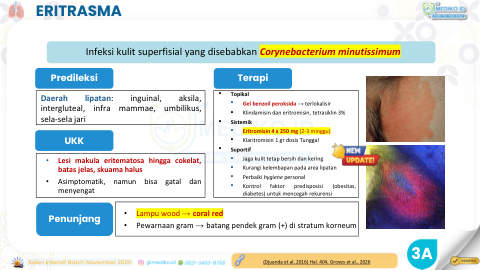 ERITRASMA
MEDIKO.ID
Infeksi kulit superfisial yang disebabkan Corynebacterium minutissimum
Predileksi
Daerah lipatan: inguinal, aksila,
intergluteal, infra mammae, umbilikus,
sela-sela jari
UKK
• Lesi makula eritematosa hingga cokelat,
batas jelas, skuama halus
• Asimptomatik, namun bisa gatal dan
menyengat
Terapi
• Topikal
• Gel benzoil peroksida → terlokalisir
• Klindamisin dan eritromisin, tetrasiklin 3%
• Sistemik
• Eritromisin 4 x 250 mg (2-3 minggu)
• Klaritromisin 1 gr dosis Tunggal
• Suportif
• Jaga kulit tetap bersih dan kering
• Kurangi kelembapan pada area lipatan
• Perbaiki hygiene personal
• Kontrol faktor predisposisi (obesitas,
diabetes) untuk mencegah rekurensi
NEW
UPDATE!
Penunjang
• Lampu wood → coral red
• Pewarnaan gram → batang pendek gram (+) di stratum korneum
3A